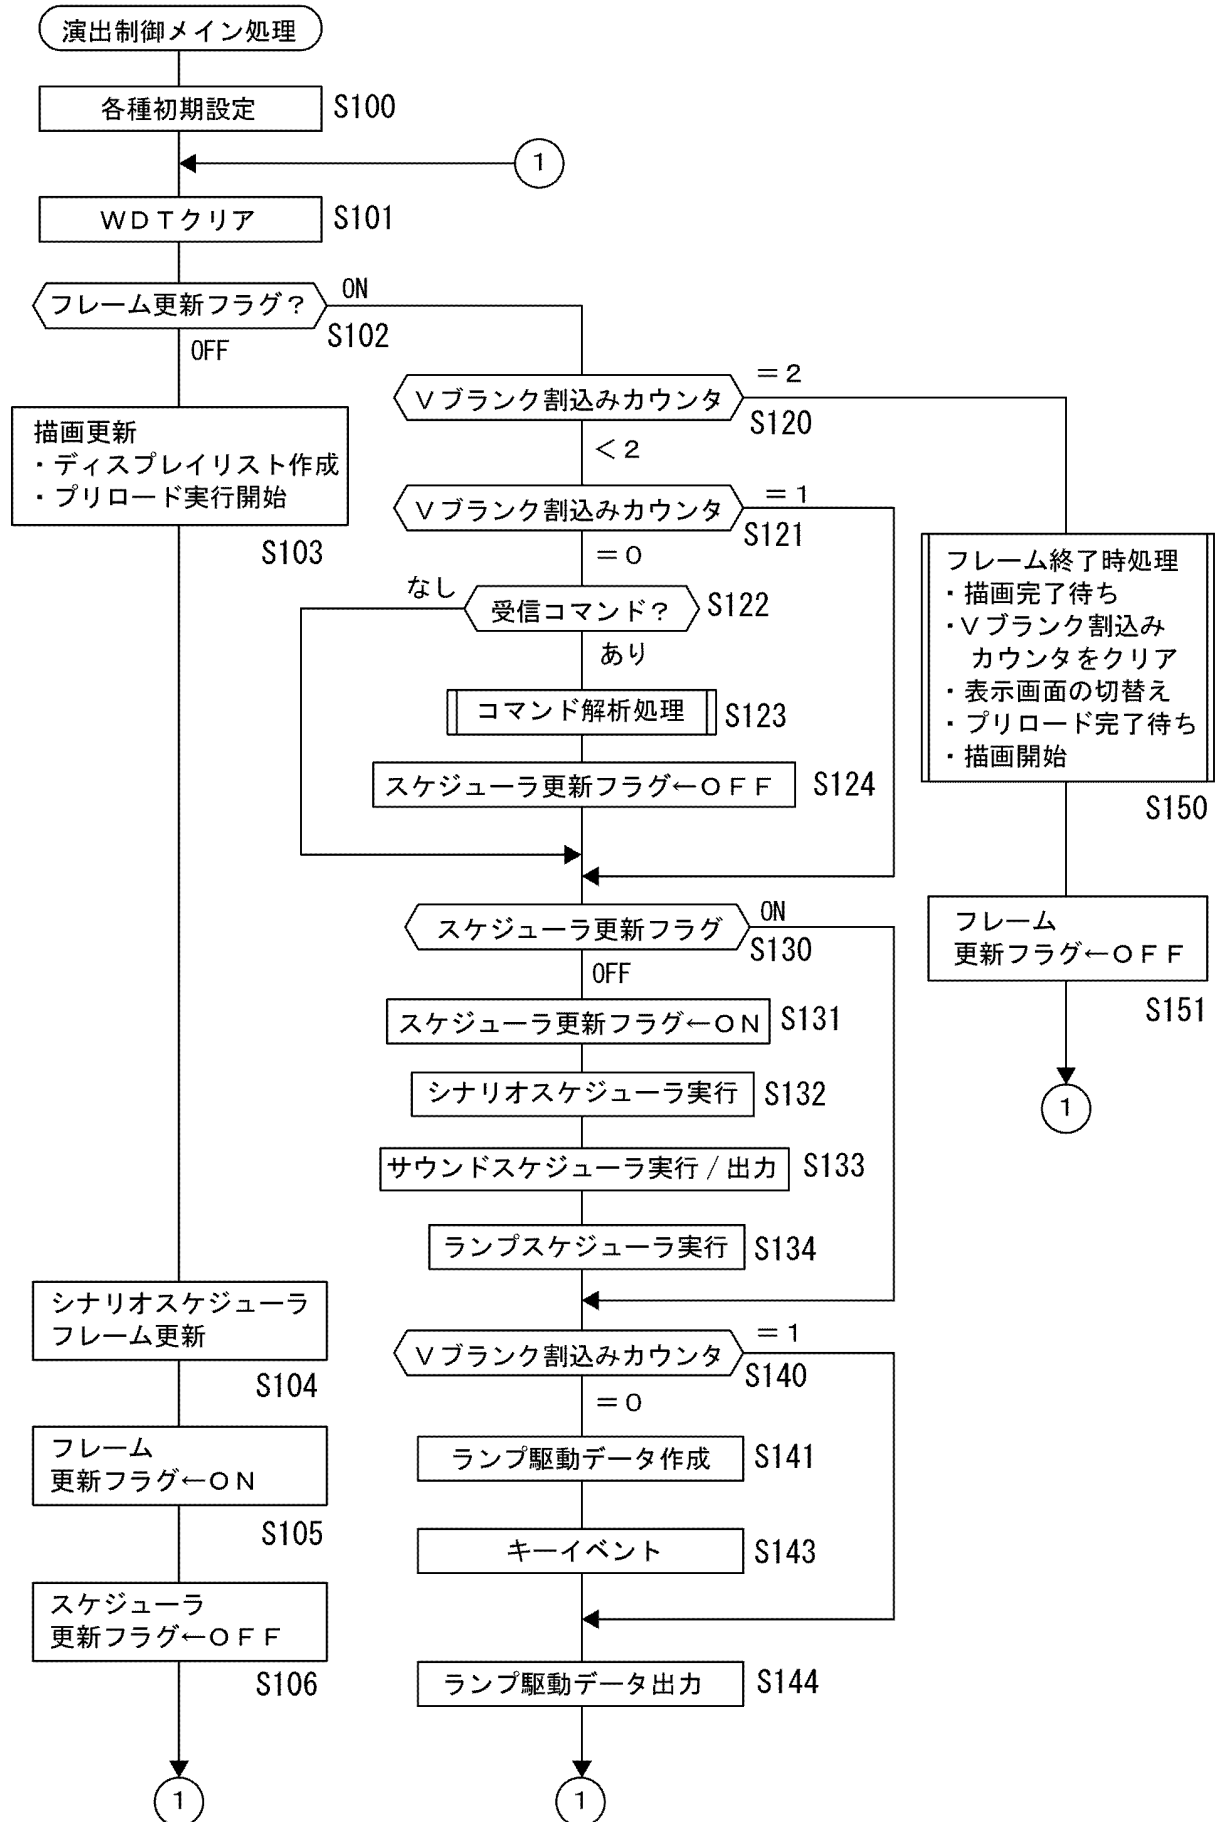 演出制御メイン処理
各種初期設定
S100
1
WDTクリア
S101
フレーム更新フラグ?
ON
S102
OFF
描画更新
・ディスプレイリスト作成
・プリロード実行開始
S103
シナリオスケジューラ
フレーム更新
S104
フレーム
更新フラグ←ON
S105
スケジューラ
更新フラグ←OFF
S106
1
Vブランク割込みカウンタ
=2
S120
<2
Vブランク割込みカウンタ
=1
S121
=0
なし
受信コマンド?
S122
あり
コマンド解析処理
S123
スケジューラ更新フラグ←OFF
S124
スケジューラ更新フラグ
ON
S130
OFF
スケジューラ更新フラグ←ON
S131
シナリオスケジューラ実行
S132
サウンドスケジューラ実行/出力
S133
ランプスケジューラ実行
S134
Vブランク割込みカウンタ
=1
S140
=0
ランプ駆動データ作成
S141
キーイベント
S143
ランプ駆動データ出力
S144
1
フレーム終了時処理
・描画完了待ち
・Vブランク割込み
カウンタをクリア
・表示画面の切替え
・プリロード完了待ち
・描画開始
S150
フレーム
更新フラグ←OFF
S151
1